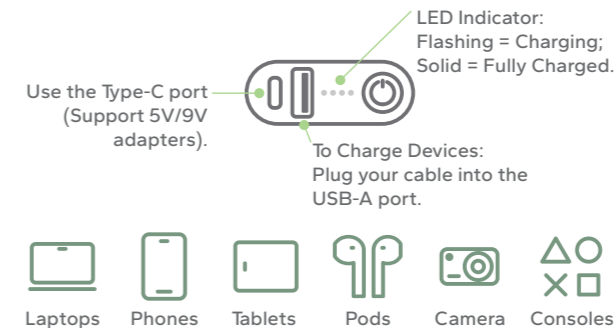 LED Indicator:
Flashing = Charging;
Solid = Fully Charged.
Use the Type-C port
(Support 5V/9V
adapters).
To Charge Devices:
Plug your cable into the
USB-A port.
Laptops Phones Tablets Pods Camera Consoles